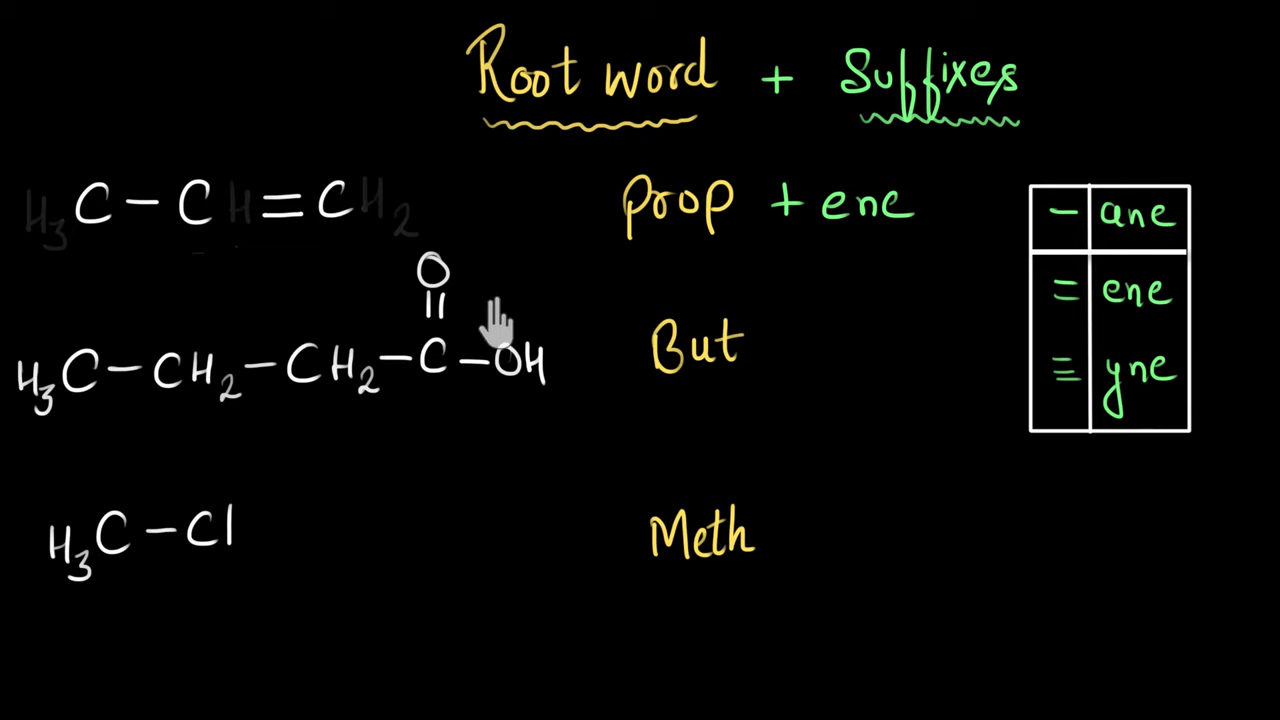 Root word + Suffixes
H₃C – CH = CH₂
Prop + ene
– ane
= ene
≡ yne
O
||
H₃C – CH₂ – CH₂ – C – OH
But
H₃C – Cl
Meth